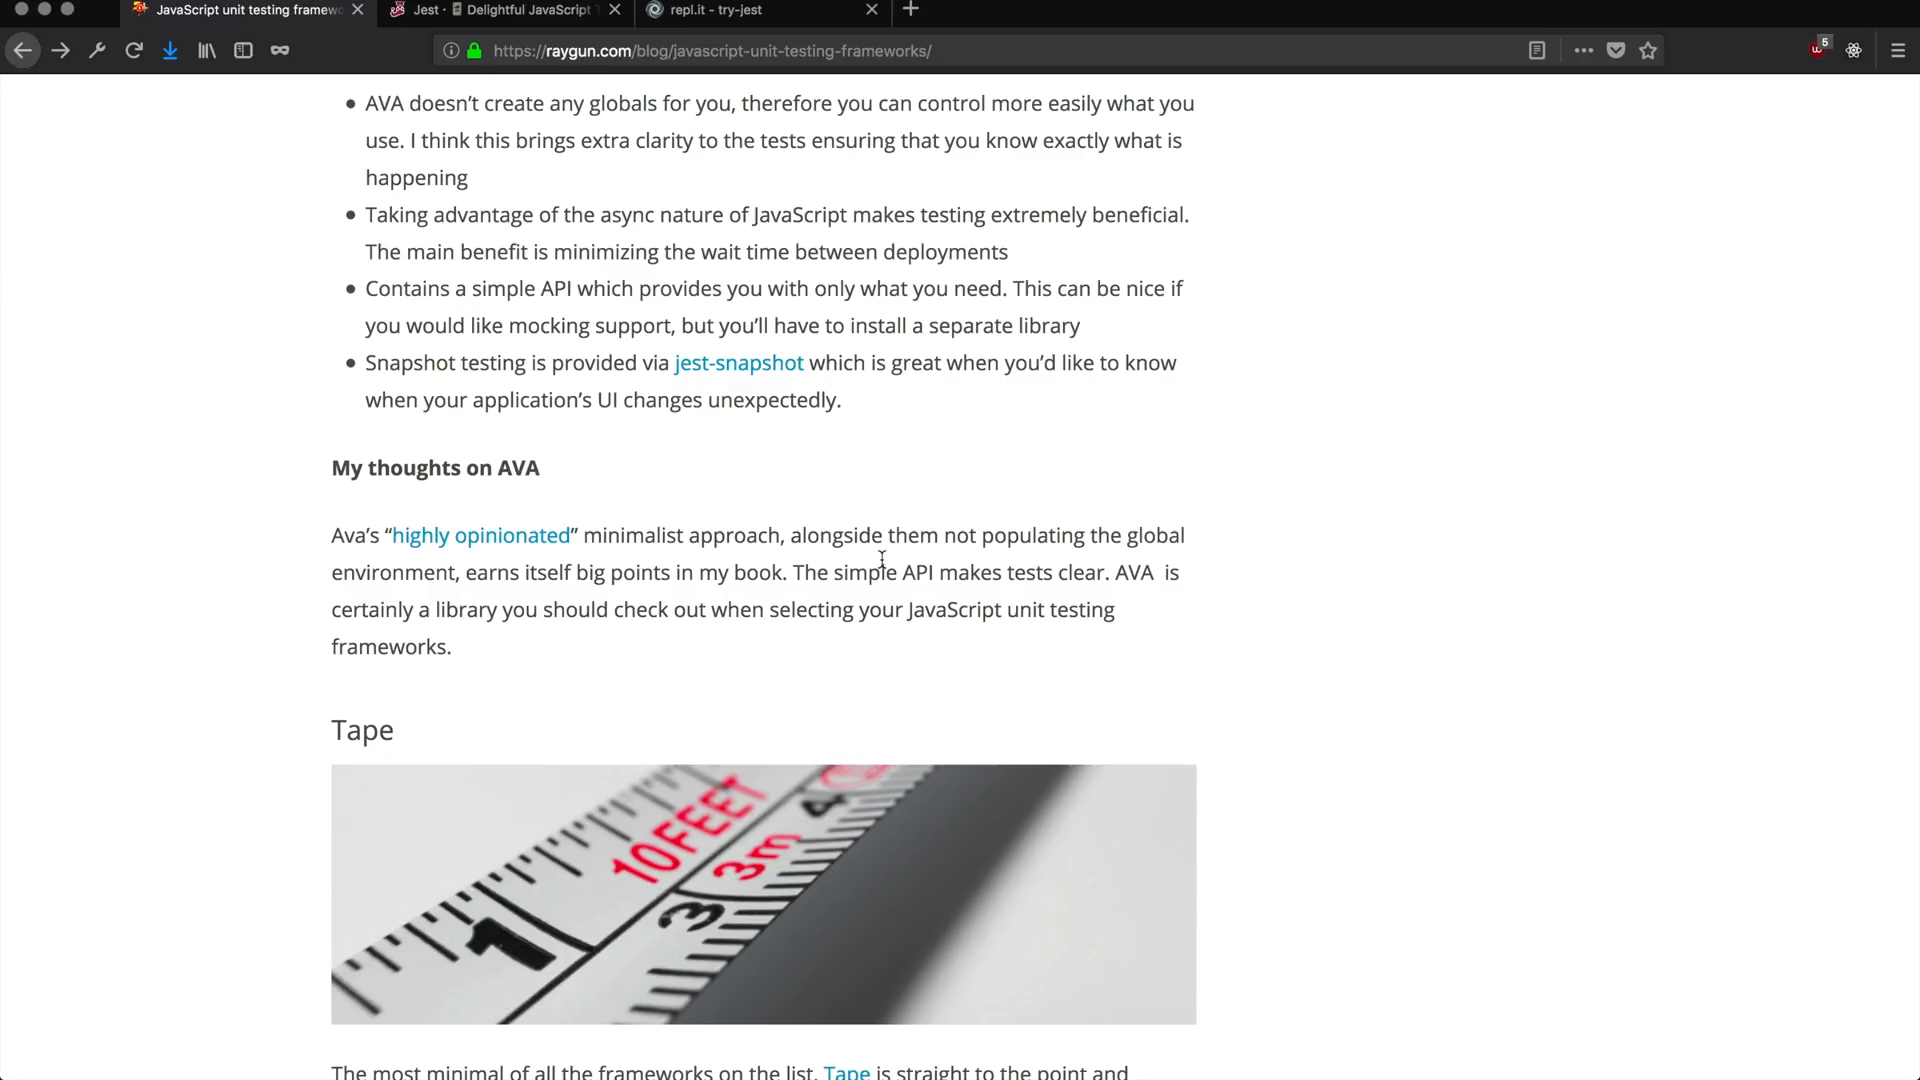 JavaScript unit testing framew
Jest · Delightful JavaScript T
repl.it - try-jest
https://raygun.com/blog/javascript-unit-testing-frameworks/
5
AVA doesn’t create any globals for you, therefore you can control more easily what you
use. I think this brings extra clarity to the tests ensuring that you know exactly what is
happening
Taking advantage of the async nature of JavaScript makes testing extremely beneficial.
The main benefit is minimizing the wait time between deployments
Contains a simple API which provides you with only what you need. This can be nice if
you would like mocking support, but you’ll have to install a separate library
Snapshot testing is provided via jest-snapshot which is great when you’d like to know
when your application’s UI changes unexpectedly.
My thoughts on AVA
Ava’s “highly opinionated” minimalist approach, alongside them not populating the global
environment, earns itself big points in my book. The simple API makes tests clear. AVA is
certainly a library you should check out when selecting your JavaScript unit testing
frameworks.
Tape
10FEET
3m
4
1
3
The most minimal of all the frameworks on the list, Tape is straight to the point and